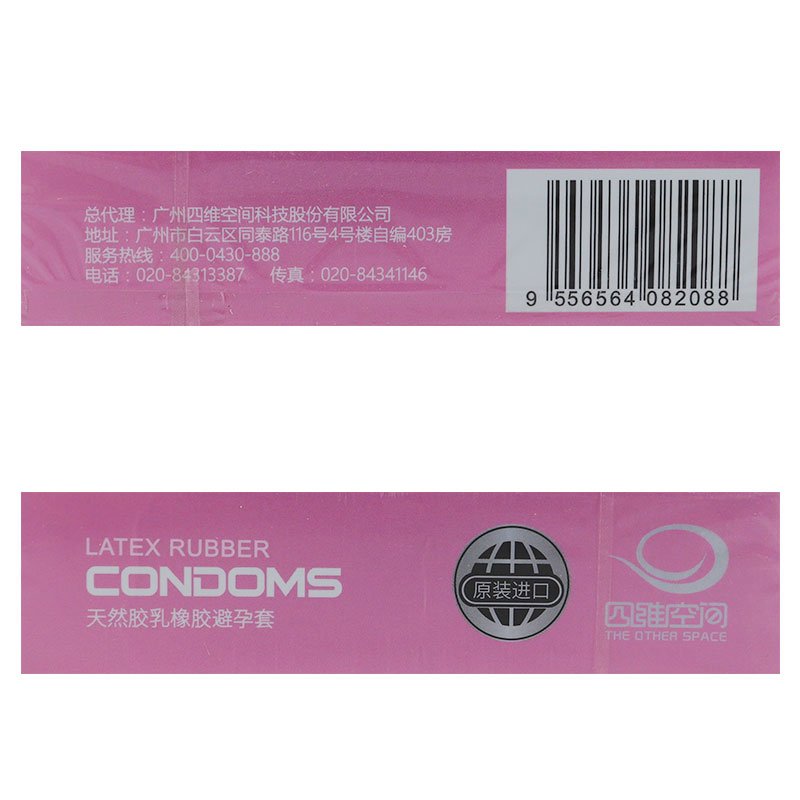 总代理：广州四维空间科技股份有限公司
地址：广州市白云区同泰路116号4号楼自编403房
服务热线：400-0430-888
电话：020-84313387 传真：020-84341146
9 556564 082088
LATEX RUBBER
CONDOMS
天然胶乳橡胶避孕套
原装进口
四维空间
THE OTHER SPACE